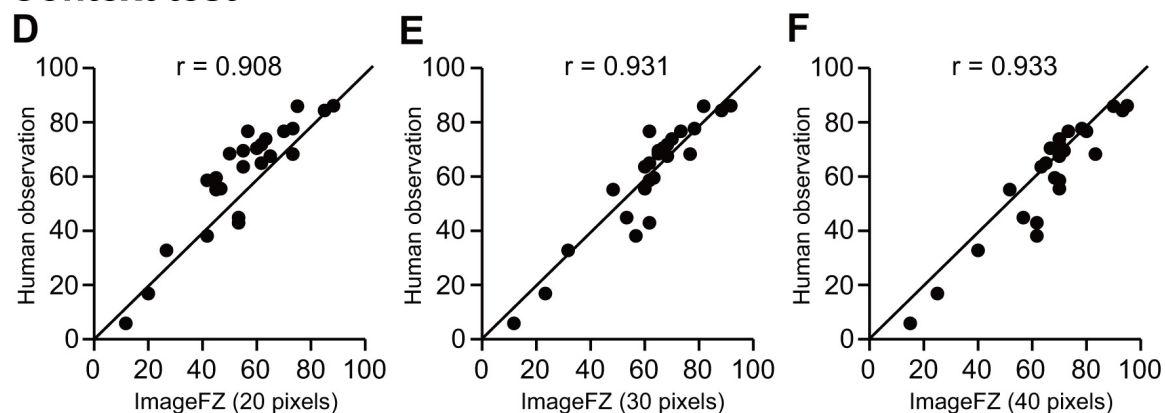 D
r = 0.908
100
80
60
40
20
0
Human observation
0 20 40 60 80 100
ImageFZ (20 pixels)
E
r = 0.931
100
80
60
40
20
0
Human observation
0 20 40 60 80 100
ImageFZ (30 pixels)
F
r = 0.933
100
80
60
40
20
0
Human observation
0 20 40 60 80 100
ImageFZ (40 pixels)